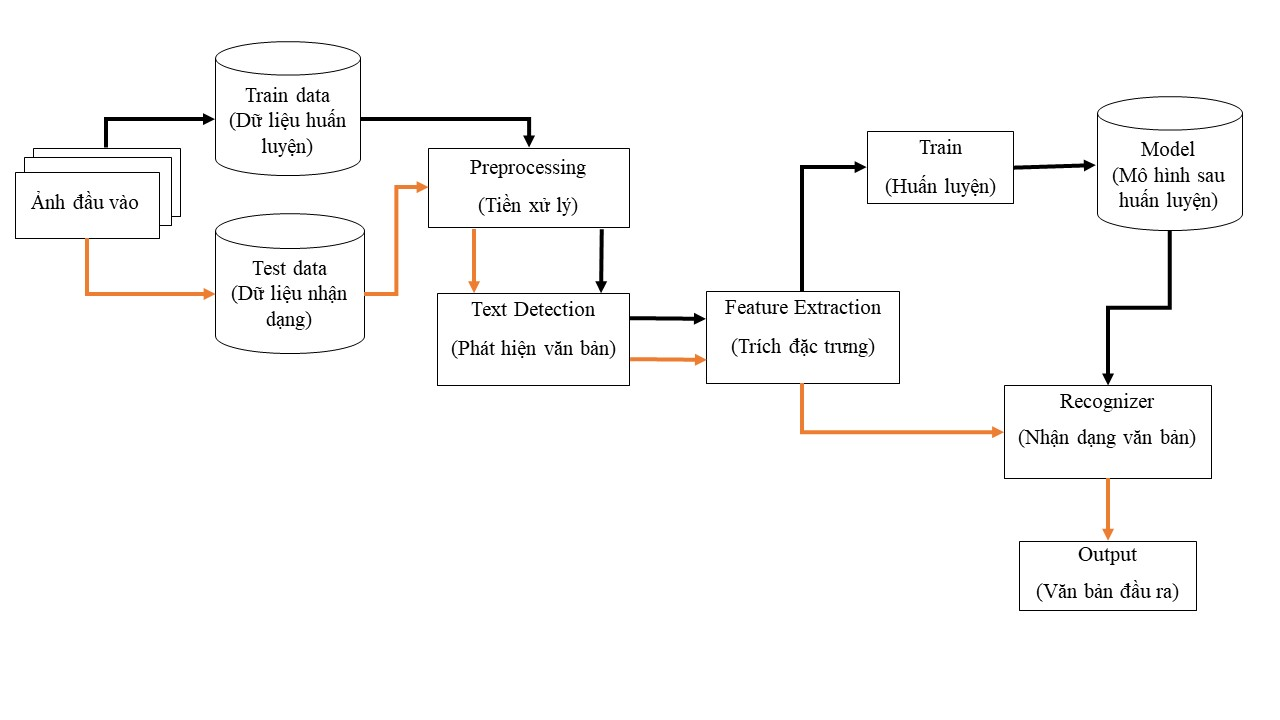 Ảnh đầu vào
Train data
(Dữ liệu huấn
luyện)
Test data
(Dữ liệu nhận
dạng)
Preprocessing
(Tiền xử lý)
Text Detection
(Phát hiện văn bản)
Feature Extraction
(Trích đặc trưng)
Train
(Huấn luyện)
Model
(Mô hình sau
huấn luyện)
Recognizer
(Nhận dạng văn bản)
Output
(Văn bản đầu ra)